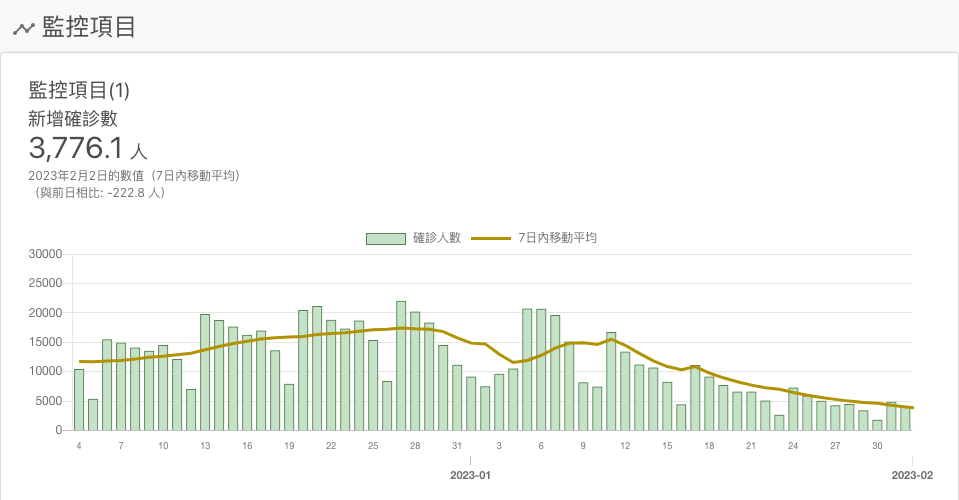 監控項目
監控項目(1)
新增確診數
3,776.1 人
2023年2月2日的數值（7日內移動平均）
（與前日相比: -222.8 人）
確診人數 7日內移動平均
30000
25000
20000
15000
10000
5000
0
4 7 10 13 16 19 22 25 28 31 3 6 9 12 15 18 21 24 27 30
2023-01 2023-02